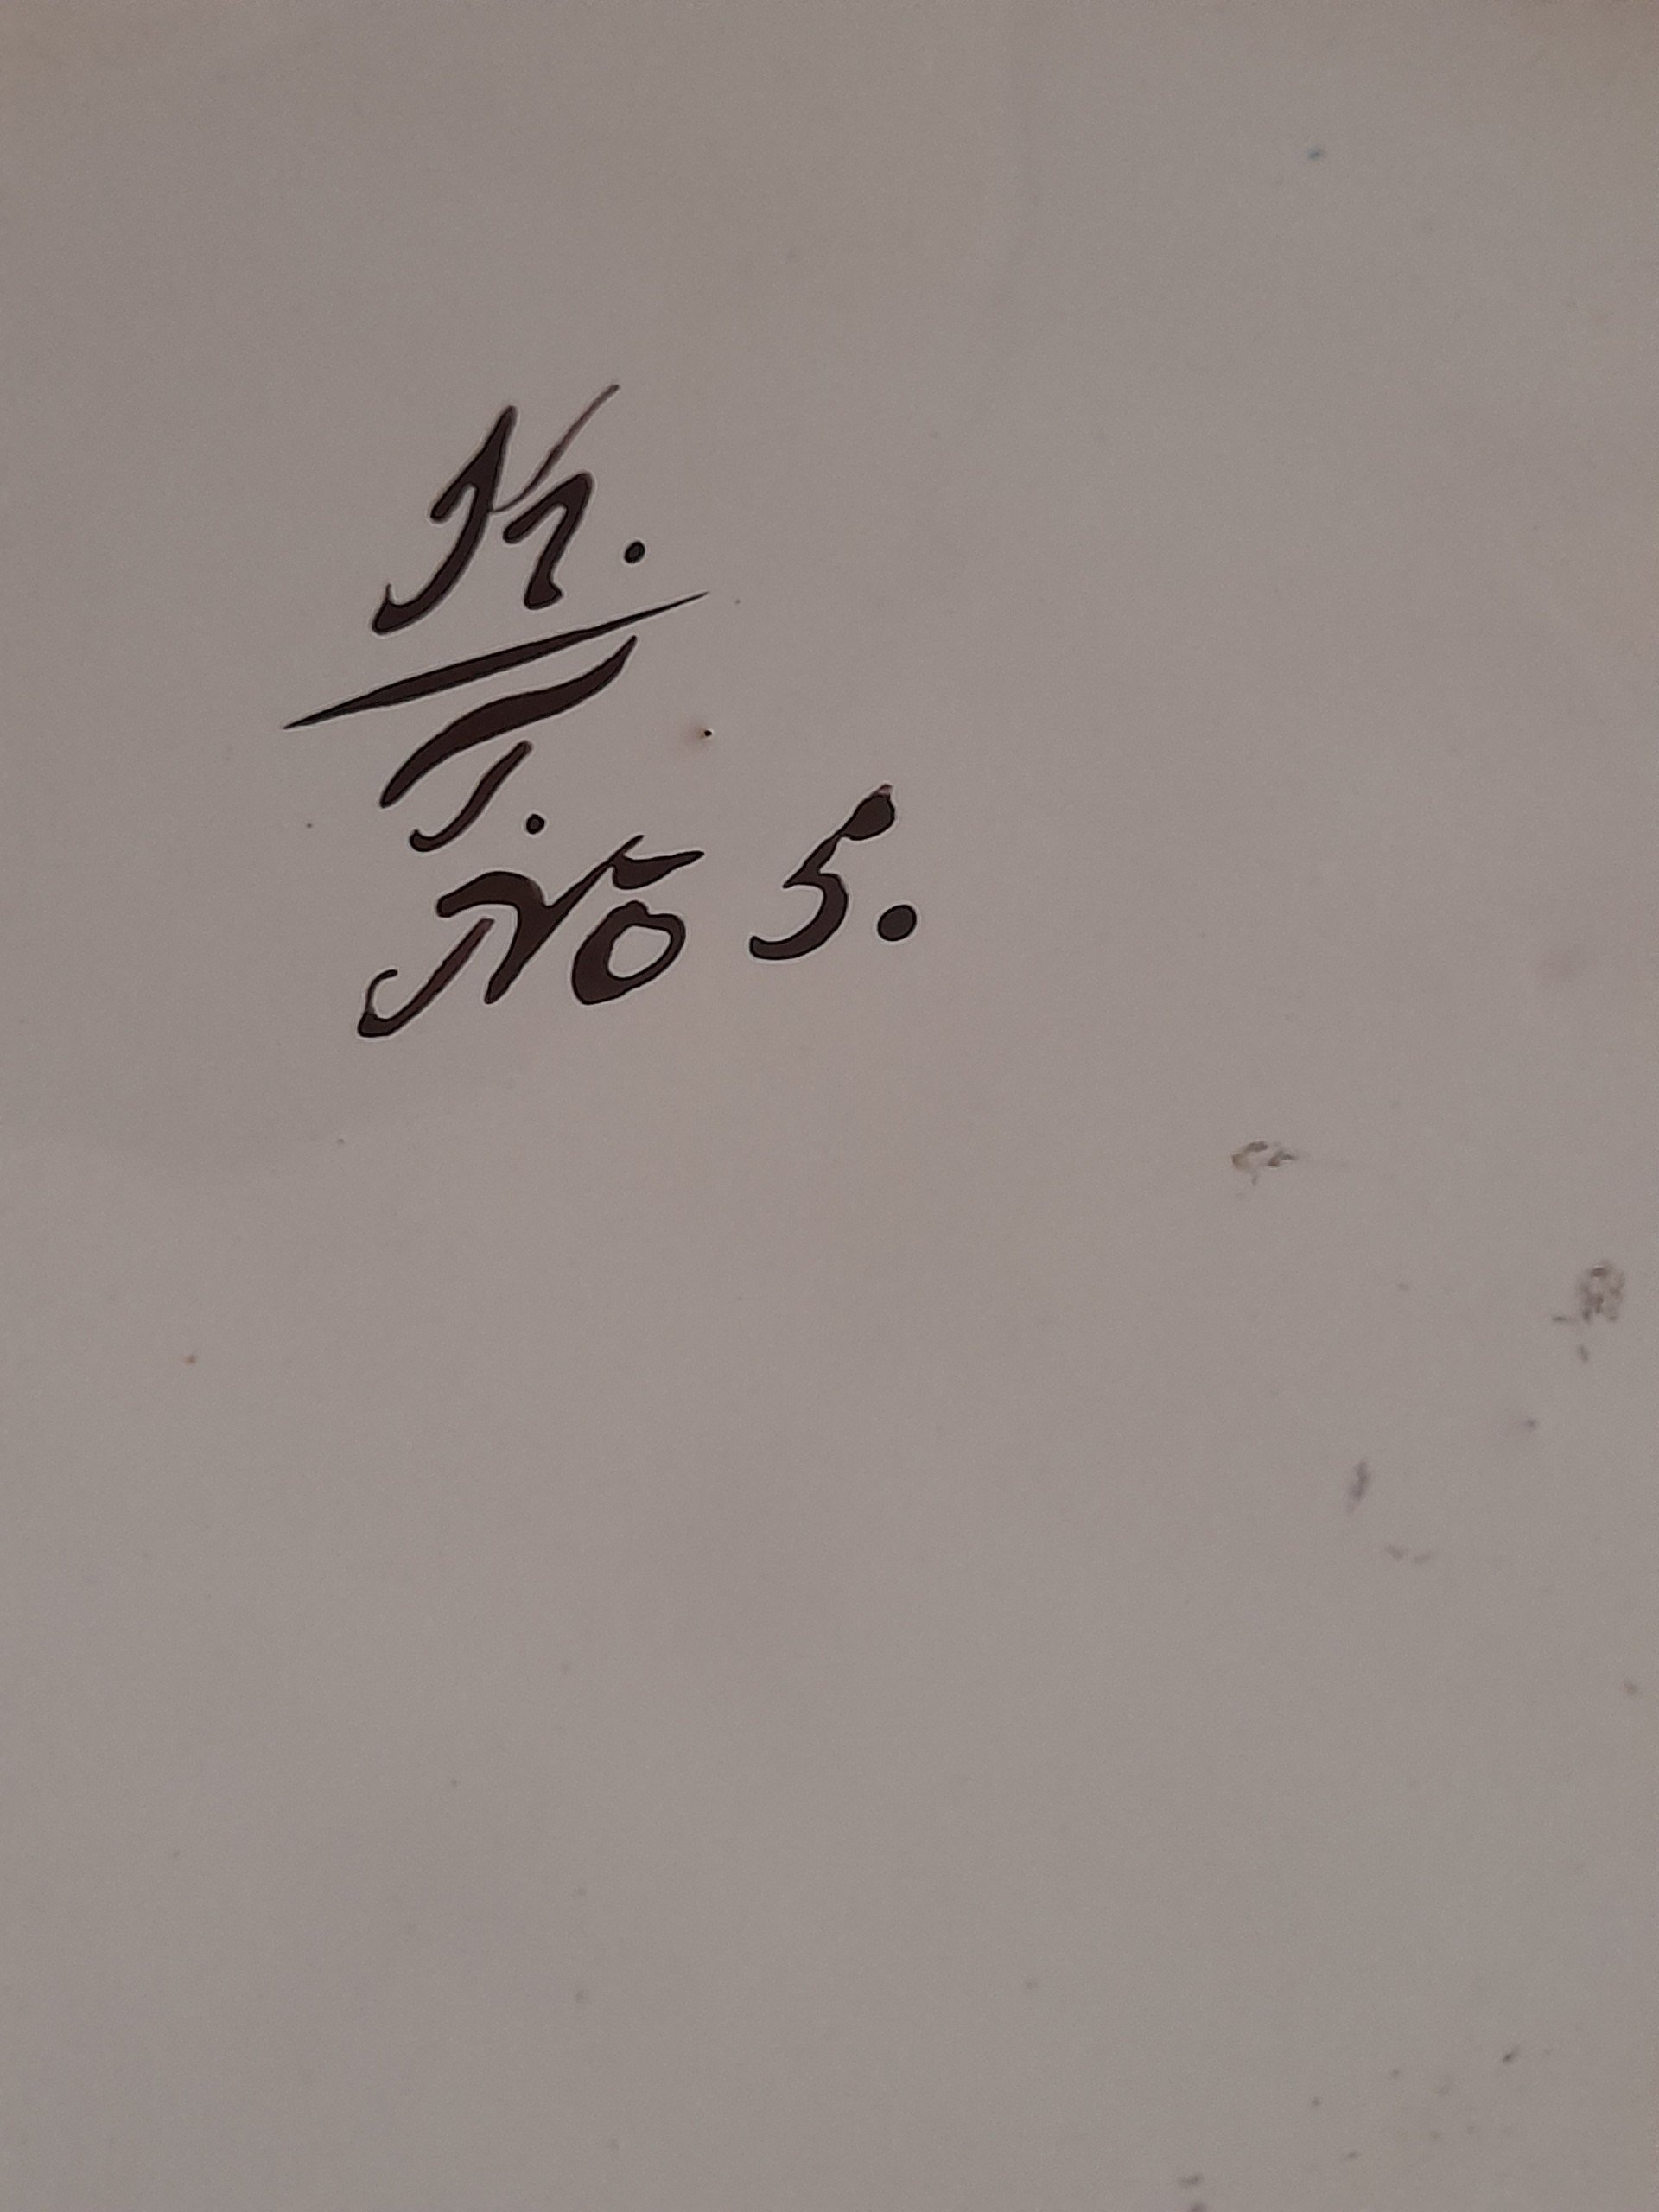 K.
T.
No 5.